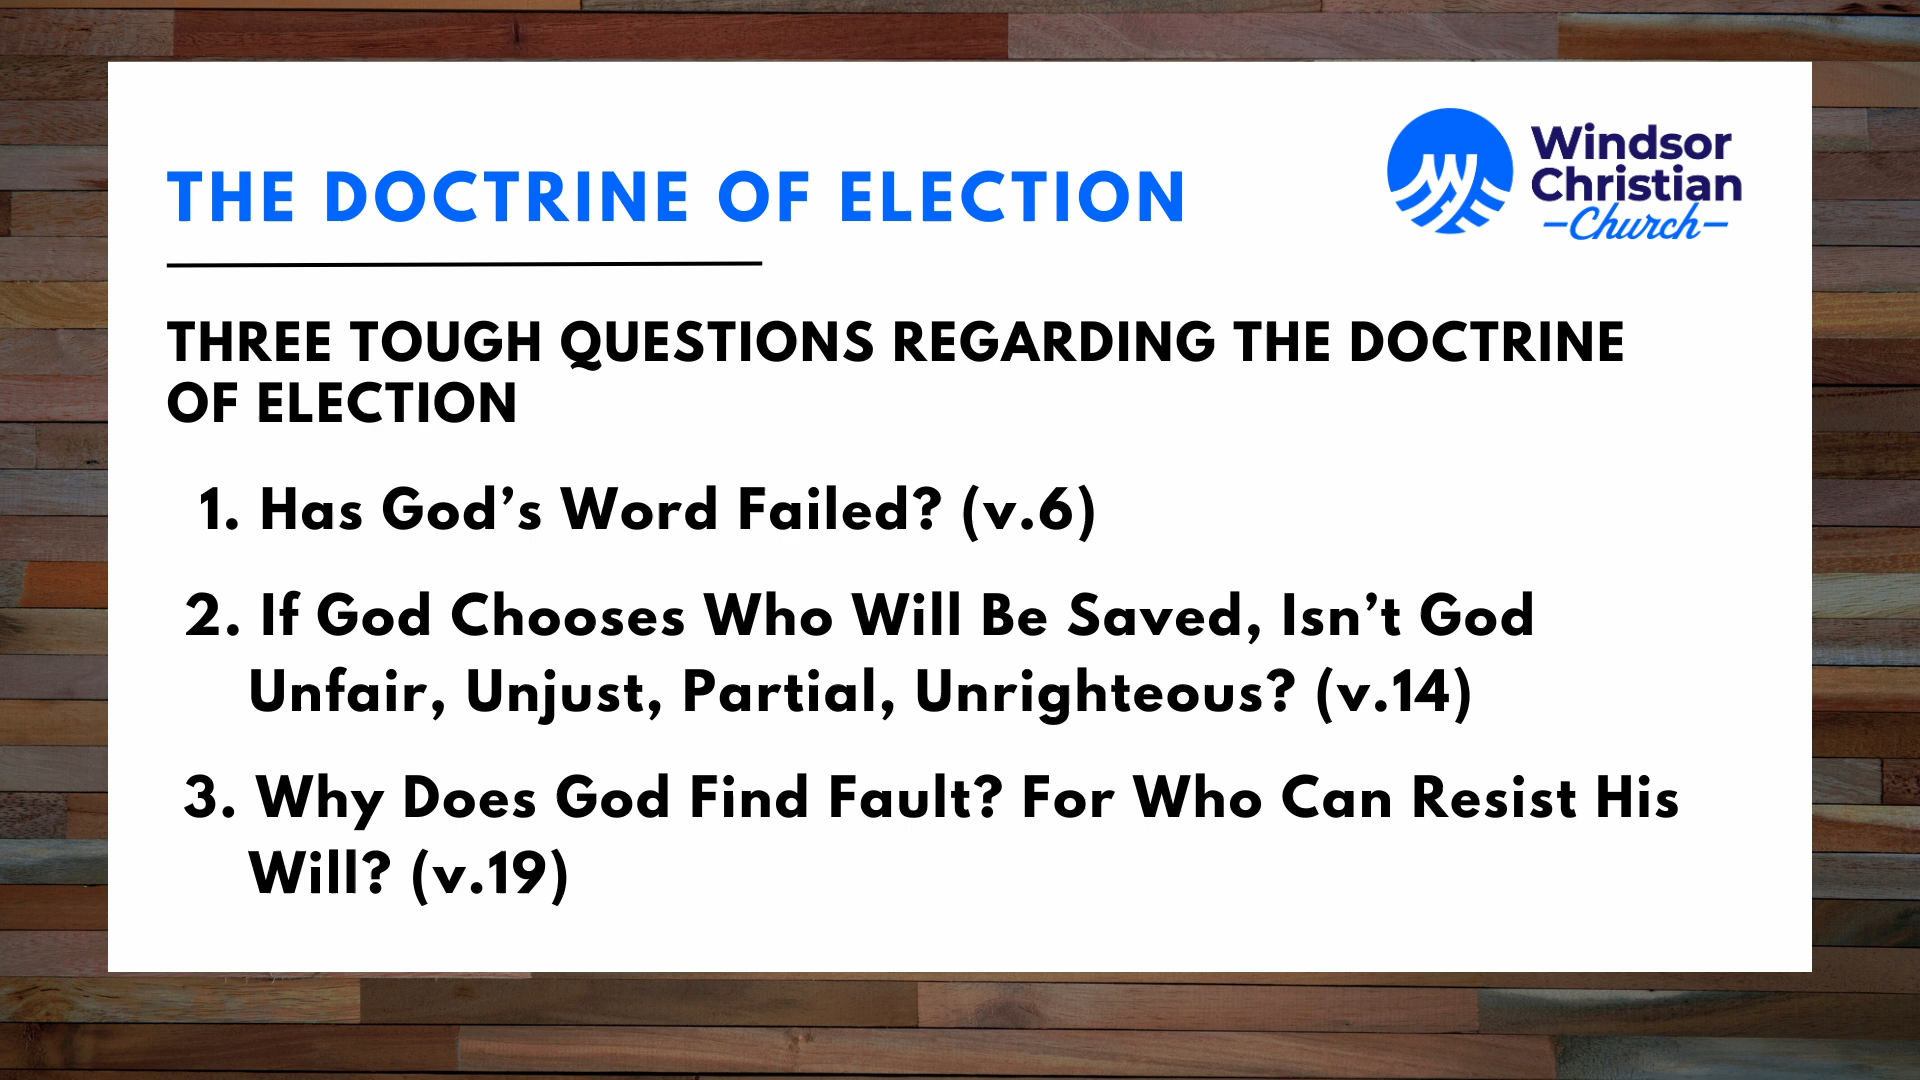 THE DOCTRINE OF ELECTION
Windsor
Christian
–Church–
THREE TOUGH QUESTIONS REGARDING THE DOCTRINE
OF ELECTION
1. Has God’s Word Failed? (v.6)
2. If God Chooses Who Will Be Saved, Isn’t God
Unfair, Unjust, Partial, Unrighteous? (v.14)
3. Why Does God Find Fault? For Who Can Resist His
Will? (v.19)